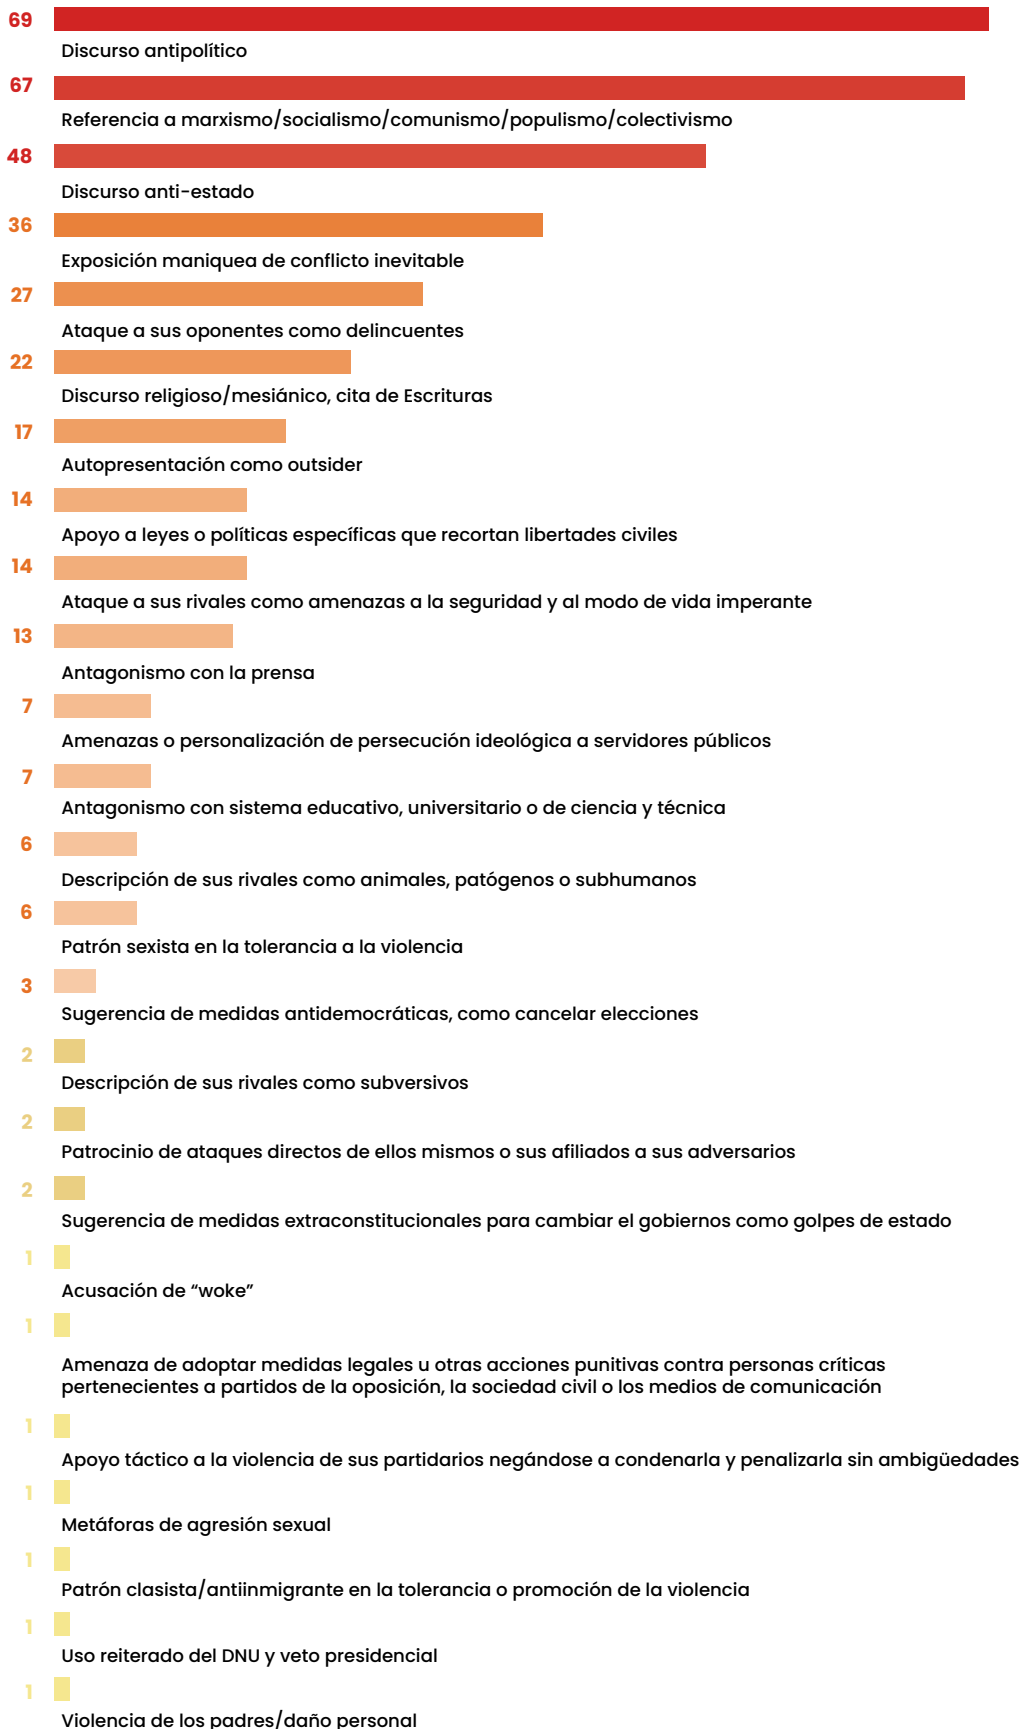 69
Discurso antipolítico
67
Referencia a marxismo/socialismo/comunismo/populismo/colectivismo
48
Discurso anti-estado
36
Exposición maniquea de conflicto inevitable
27
Ataque a sus oponentes como delincuentes
22
Discurso religioso/mesiánico, cita de Escrituras
17
Autopresentación como outsider
14
Apoyo a leyes o políticas específicas que recortan libertades civiles
14
Ataque a sus rivales como amenazas a la seguridad y al modo de vida imperante
13
Antagonismo con la prensa
7
Amenazas o personalización de persecución ideológica a servidores públicos
7
Antagonismo con sistema educativo, universitario o de ciencia y técnica
6
Descripción de sus rivales como animales, patógenos o subhumanos
6
Patrón sexista en la tolerancia a la violencia
3
Sugerencia de medidas antidemocráticas, como cancelar elecciones
2
Descripción de sus rivales como subversivos
2
Patrocinio de ataques directos de ellos mismos o sus afiliados a sus adversarios
2
Sugerencia de medidas extraconstitucionales para cambiar el gobiernos como golpes de estado
1
Acusación de “woke”
1
Amenaza de adoptar medidas legales u otras acciones punitivas contra personas críticas
pertenecientes a partidos de la oposición, la sociedad civil o los medios de comunicación
1
Apoyo táctico a la violencia de sus partidarios negándose a condenarla y penalizarla sin ambigüedades
1
Metáforas de agresión sexual
1
Patrón clasista/antiinmigrante en la tolerancia o promoción de la violencia
1
Uso reiterado del DNU y veto presidencial
1
Violencia de los padres/daño personal